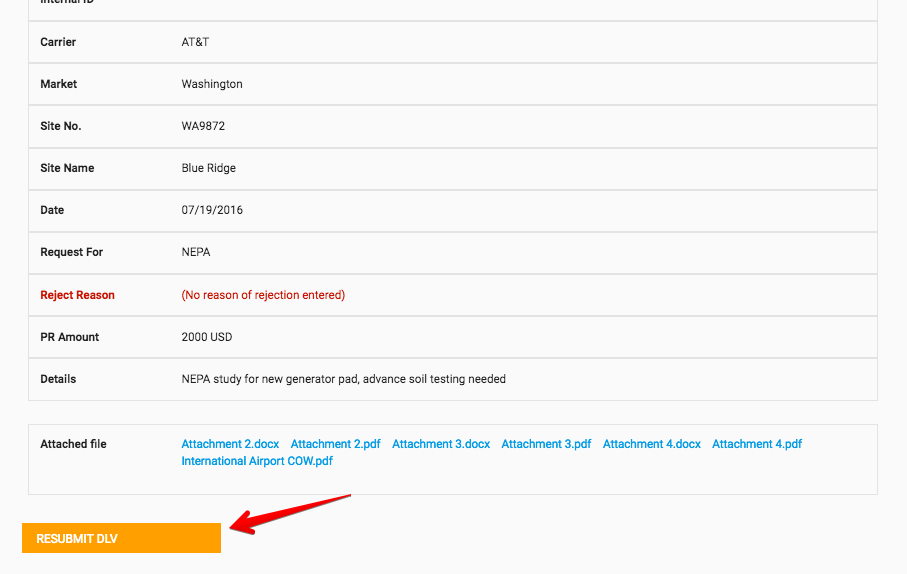 Internal ID
Carrier AT&T
Market Washington
Site No. WA9872
Site Name Blue Ridge
Date 07/19/2016
Request For NEPA
Reject Reason (No reason of rejection entered)
PR Amount 2000 USD
Details NEPA study for new generator pad, advance soil testing needed
Attached file Attachment 2.docx Attachment 2.pdf Attachment 3.docx Attachment 3.pdf Attachment 4.docx Attachment 4.pdf
International Airport COW.pdf
RESUBMIT DLV